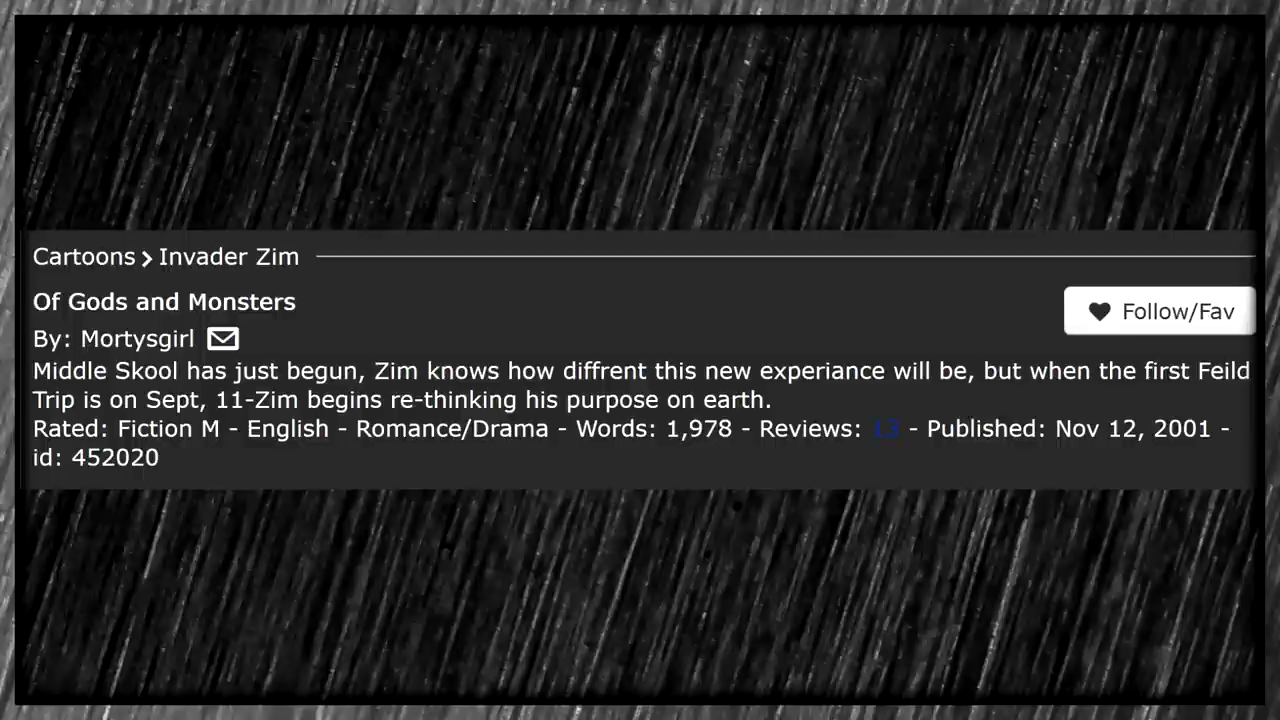 Cartoons > Invader Zim
Of Gods and Monsters
Follow/Fav
By: Mortysgirl
Middle Skool has just begun, Zim knows how diffrent this new experiance will be, but when the first Feild
Trip is on Sept, 11-Zim begins re-thinking his purpose on earth.
Rated: Fiction M - English - Romance/Drama - Words: 1,978 - Reviews: 13 - Published: Nov 12, 2001 -
id: 452020